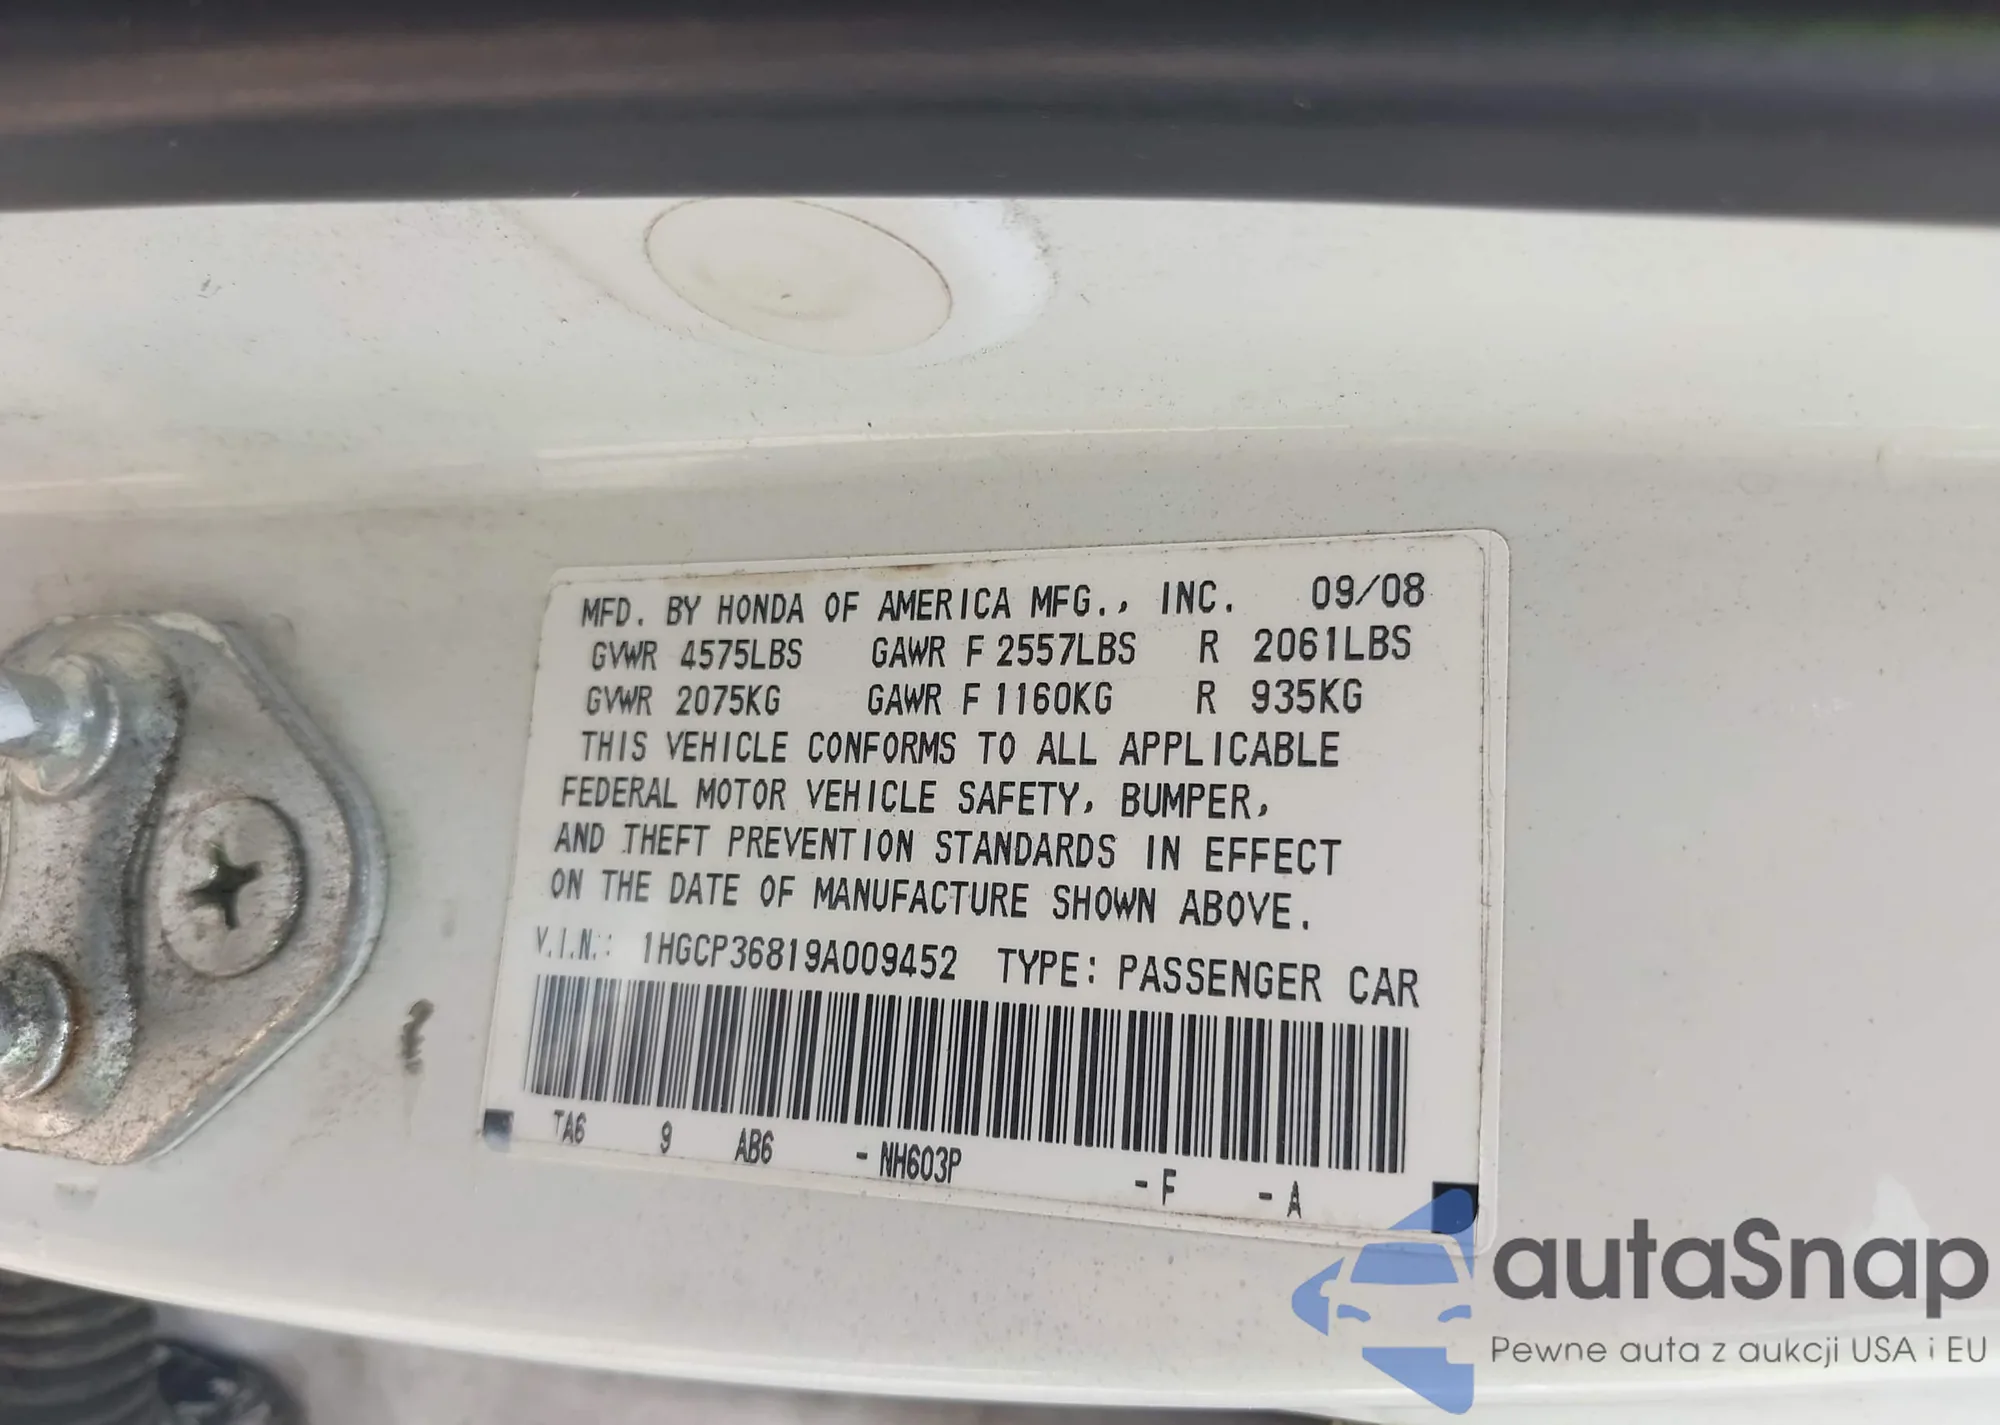 MFD. BY HONDA OF AMERICA MFG., INC. 09/08
GVWR 4575LBS GAWR F 2557LBS R 2061LBS
GVWR 2075KG GAWR F 1160KG R 935KG
THIS VEHICLE CONFORMS TO ALL APPLICABLE
FEDERAL MOTOR VEHICLE SAFETY, BUMPER,
AND THEFT PREVENTION STANDARDS IN EFFECT
ON THE DATE OF MANUFACTURE SHOWN ABOVE.
V.I.N.: 1HGCP36819A009452 TYPE: PASSENGER CAR
TA6 9 AB6 - NH603P - F - A
autaSnap
Pewne auta z aukcji USA i EU